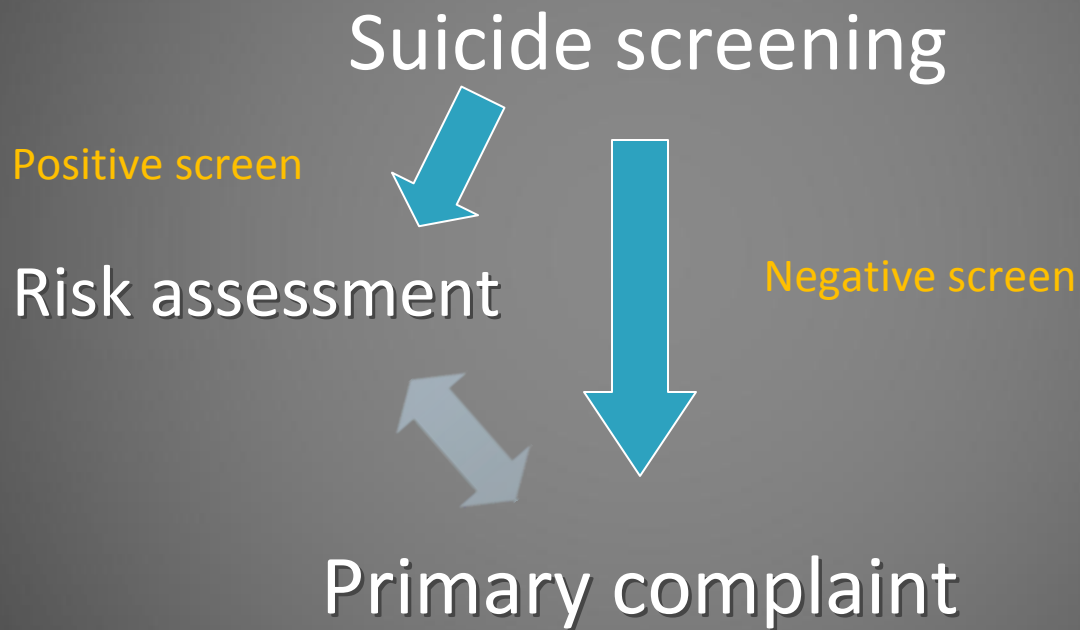 Suicide screening
Positive screen
Risk assessment
Negative screen
Primary complaint